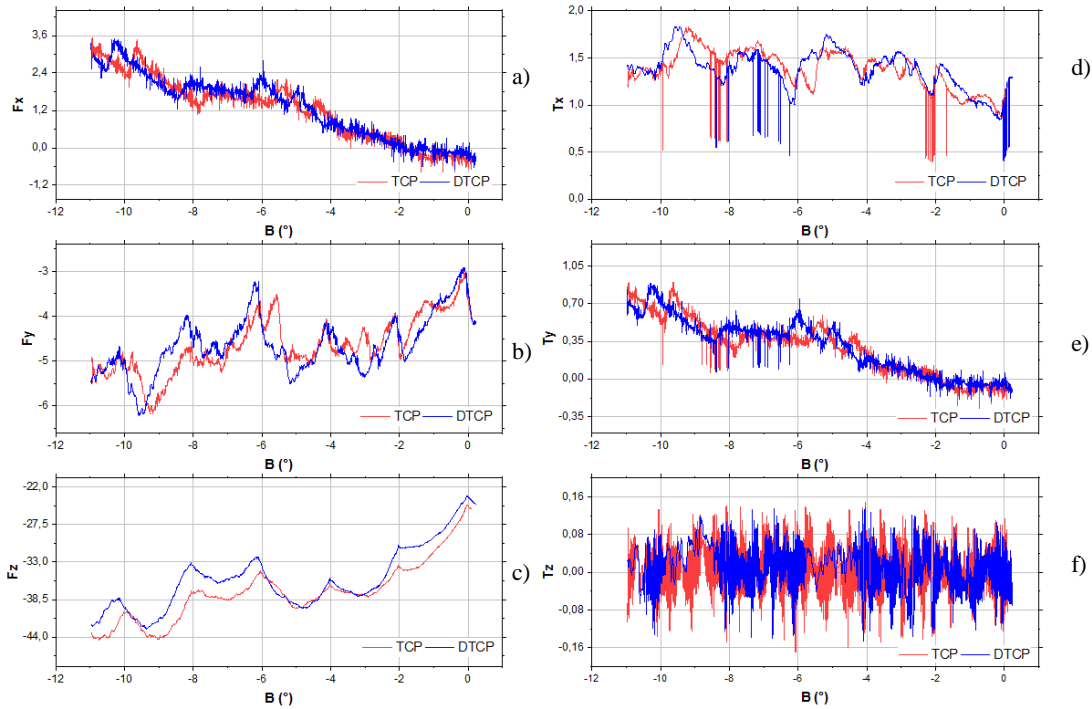 3,6
2,4
1,2
0,0
-1,2
Fx
TCP DTCP
-12 -10 -8 -6 -4 -2 0
B (°)
a)
-3
-4
-5
-6
Fy
TCP DTCP
-12 -10 -8 -6 -4 -2 0
B (°)
b)
-22,0
-27,5
-33,0
-38,5
-44,0
Fz
TCP DTCP
-12 -10 -8 -6 -4 -2 0
B (°)
c)
2,0
1,5
1,0
0,5
0,0
Tx
TCP DTCP
-12 -10 -8 -6 -4 -2 0
B (°)
d)
1,05
0,70
0,35
0,00
-0,35
Ty
TCP DTCP
-12 -10 -8 -6 -4 -2 0
B (°)
e)
0,16
0,08
0,00
-0,08
-0,16
Tz
TCP DTCP
-12 -10 -8 -6 -4 -2 0
B (°)
f)